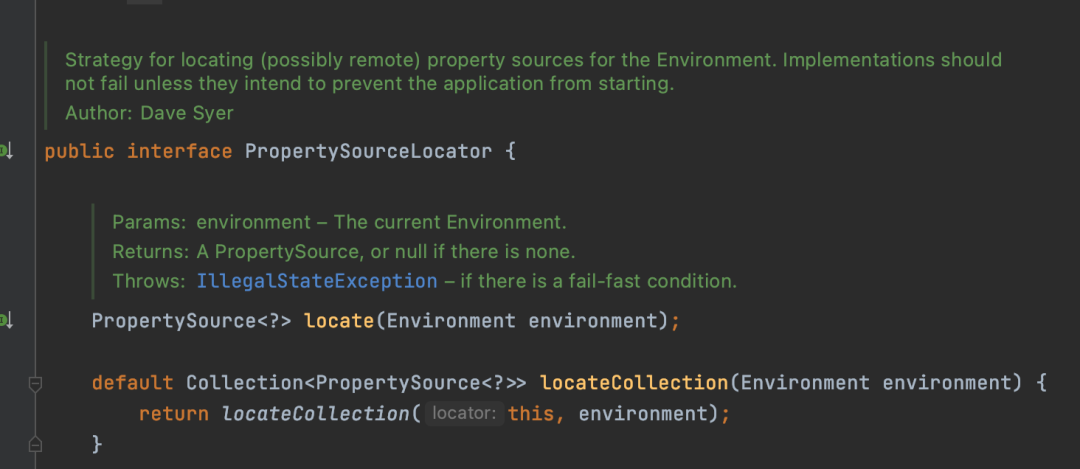 Strategy for locating (possibly remote) property sources for the Environment. Implementations should
not fail unless they intend to prevent the application from starting.
Author: Dave Syer
public interface PropertySourceLocator {
Params: environment – The current Environment.
Returns: A PropertySource, or null if there is none.
Throws: IllegalStateException – if there is a fail-fast condition.
PropertySource<?> locate(Environment environment);
default Collection<PropertySource<?>> locateCollection(Environment environment) {
return locateCollection( locator: this, environment);
}